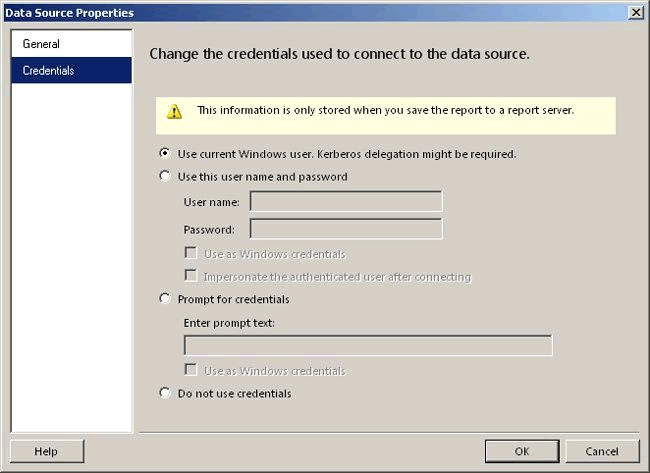 Data Source Properties
General
Credentials
Change the credentials used to connect to the data source.
This information is only stored when you save the report to a report server.
Use current Windows user. Kerberos delegation might be required.
Use this user name and password
User name:
Password:
Use as Windows credentials
Impersonate the authenticated user after connecting
Prompt for credentials
Enter prompt text:
Use as Windows credentials
Do not use credentials
Help
OK
Cancel